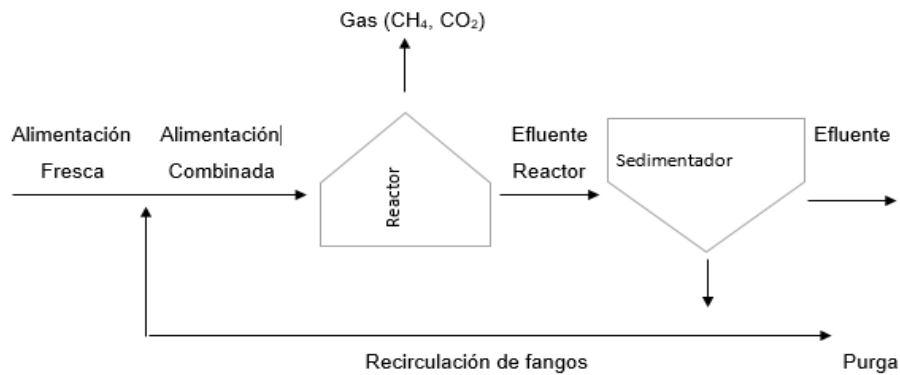 Gas (CH₄, CO₂)
Alimentación
Fresca
Alimentación
Combinada
Reactor
Efluente
Reactor
Sedimentador
Efluente
Recirculación de fangos
Purga